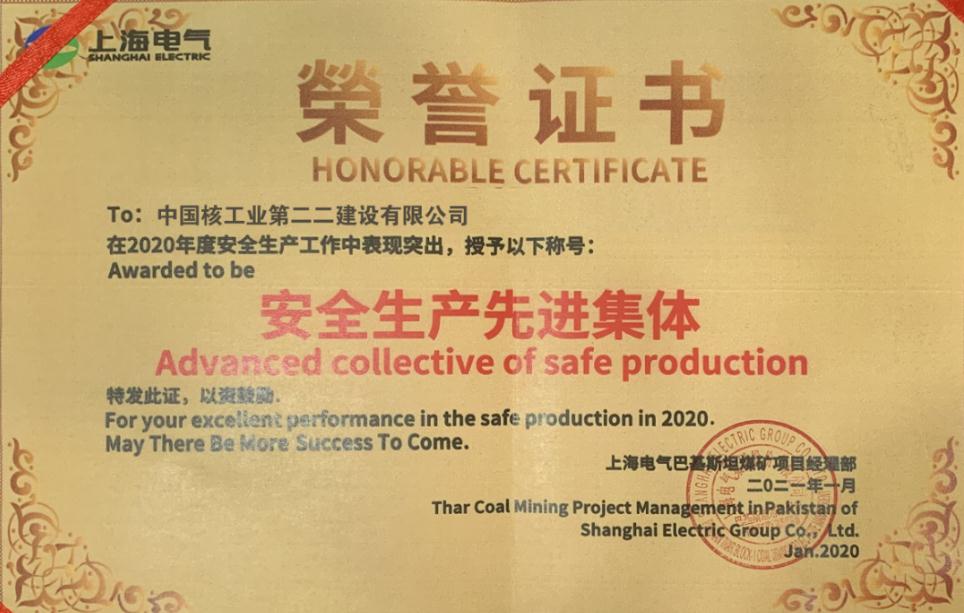 上海电气
SHANGHAI ELECTRIC
榮誉证书
HONORABLE CERTIFICATE
To：中国核工业第二二建设有限公司
在2020年度安全生产工作中表现突出，授予以下称号：
Awarded to be
安全生产先进集体
Advanced collective of safe production
特发此证，以资鼓励.
For your excellent performance in the safe production in 2020.
May There Be More Success To Come.
上海电气巴基斯坦煤矿项目经理部
二0二一年一月
Thar Coal Mining Project Management in Pakistan of
Shanghai Electric Group Co., Ltd.
Jan.2020